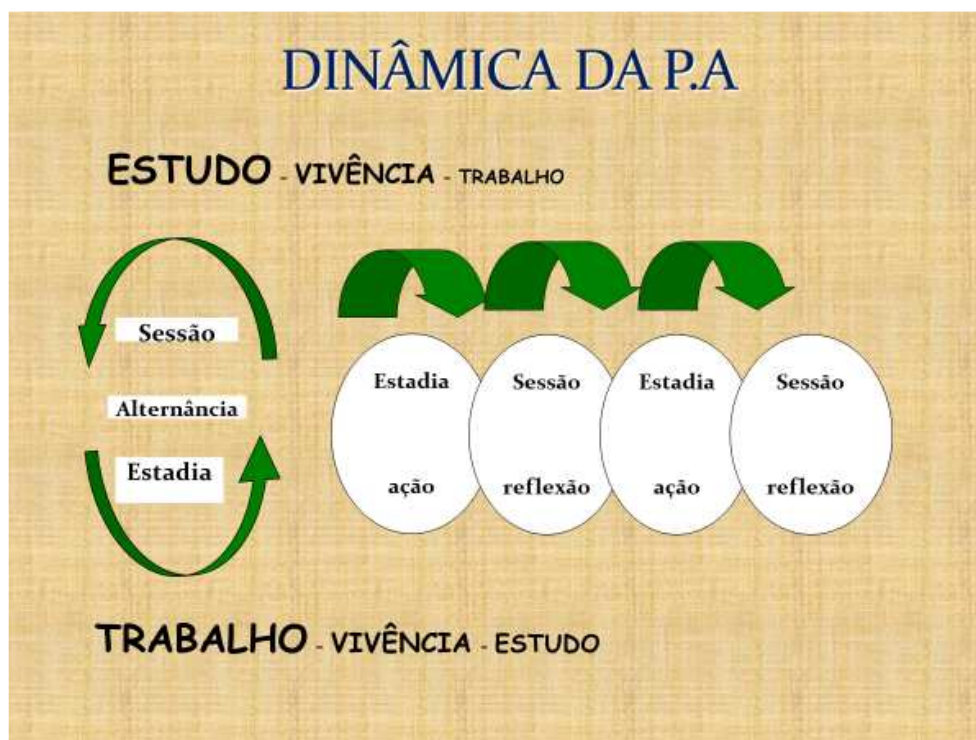 DINÂMICA DA P.A
ESTUDO - VIVÊNCIA - TRABALHO
Sessão
Alternância
Estadia
Estadia
ação
Sessão
reflexão
Estadia
ação
Sessão
reflexão
TRABALHO - VIVÊNCIA - ESTUDO